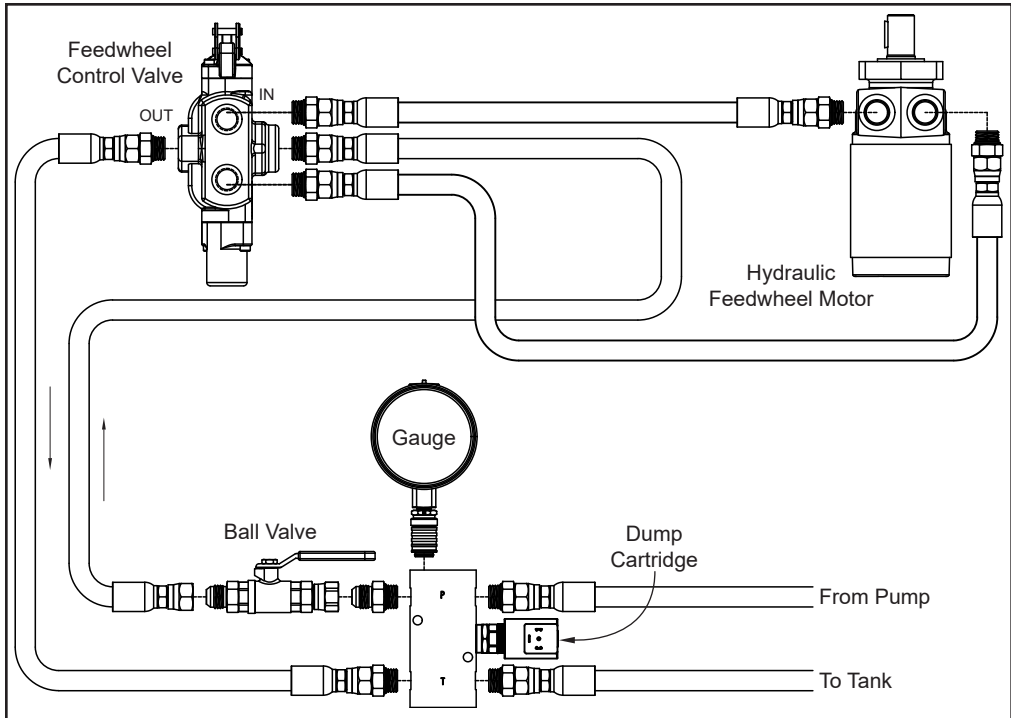 Feedwheel
Control Valve
IN
OUT
Hydraulic
Feedwheel Motor
Gauge
Ball Valve
Dump
Cartridge
P
From Pump
T
To Tank